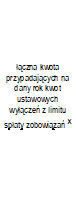 łączna kwota
przypadających na
dany rok kwot
ustawowych
wyłączeń z limitu
spłaty zobowiązań x